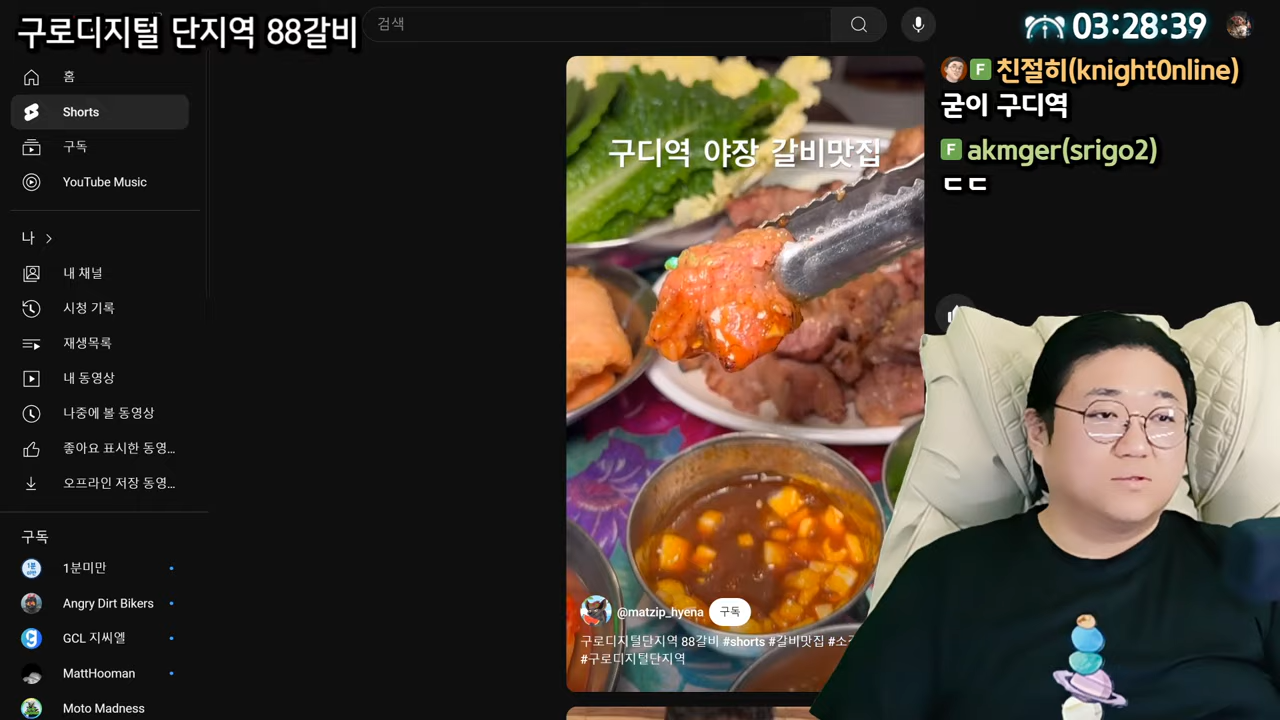 구로디지털 단지역 88갈비
검색
03:28:39
홈
Shorts
구독
YouTube Music
나
내 채널
시청 기록
재생목록
내 동영상
나중에 볼 동영상
좋아요 표시한 동영...
오프라인 저장 동영...
구독
1분미만
Angry Dirt Bikers
GCL 지씨엘
MattHooman
Moto Madness
구디역 야장 갈비맛집
@matzip_hyena 구독
구로디지털단지역 88갈비 #shorts #갈비맛집
#구로디지털단지역
F 친절히(knight0nline)
굳이 구디역
F akmger(srigo2)
ㄷㄷ